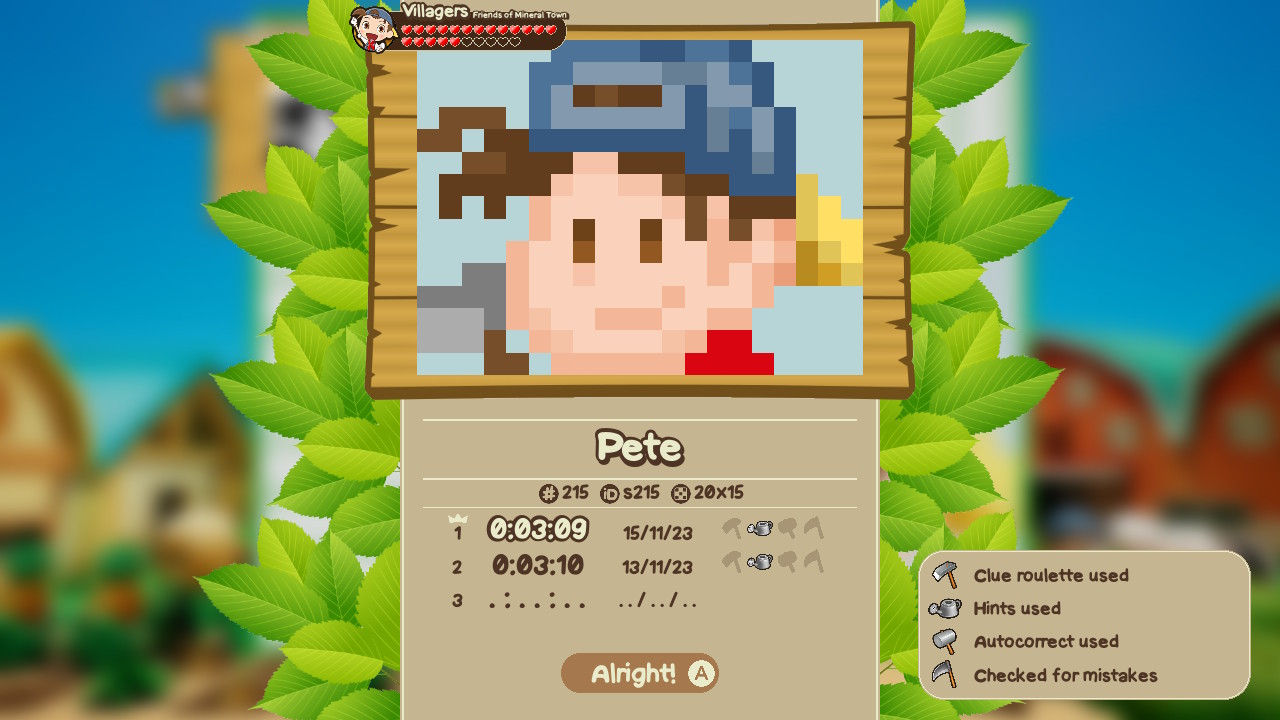 Villagers Friends of Mineral Town
Pete
215 iD s215 20x15
1 0:03:09 15/11/23
2 0:03:10 13/11/23
3 . : . . : . . . . / . . / . .
Alright! A
Clue roulette used
Hints used
Autocorrect used
Checked for mistakes